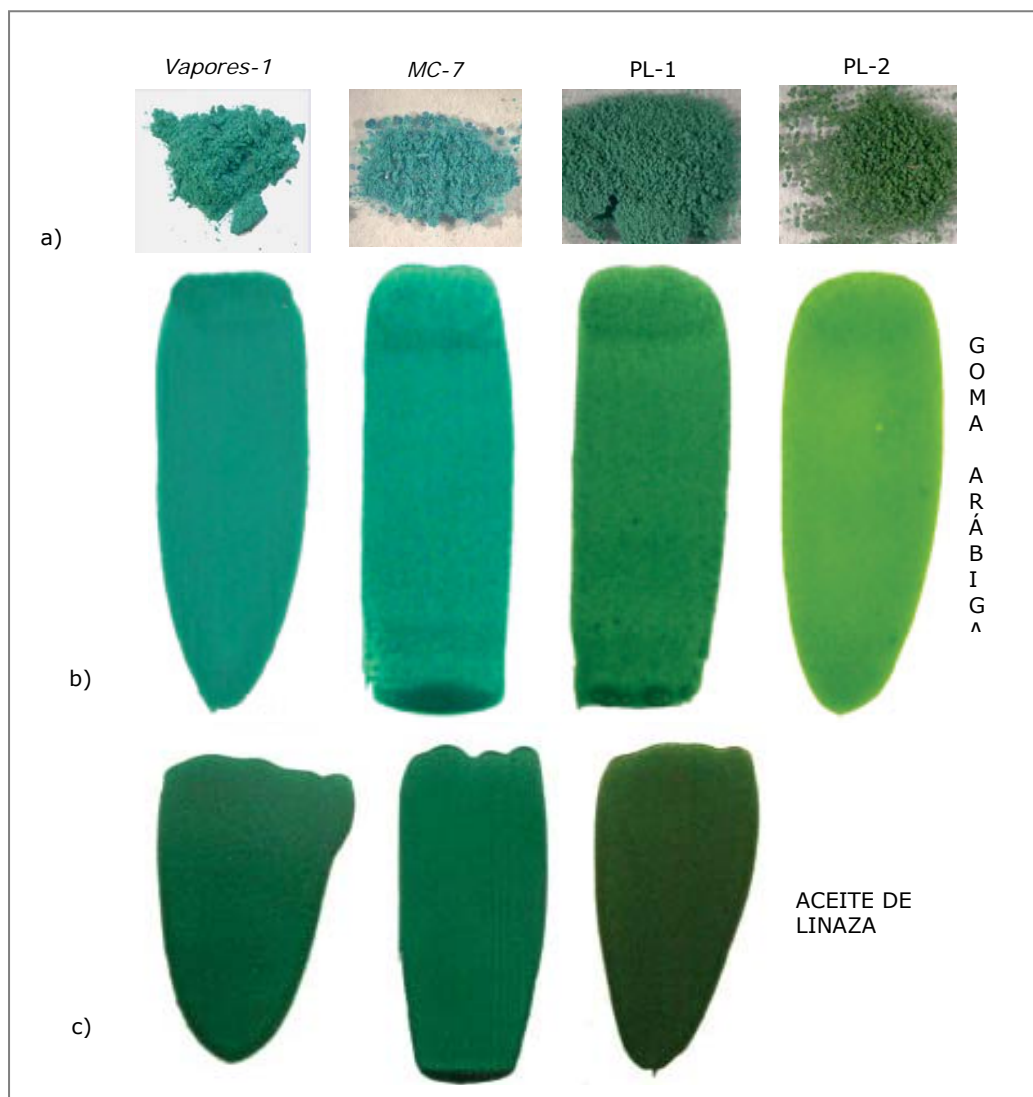 Vapores-1 MC-7 PL-1 PL-2
a)
GOMA ARÁBIG^
b)
ACEITE DE
LINAZA
c)